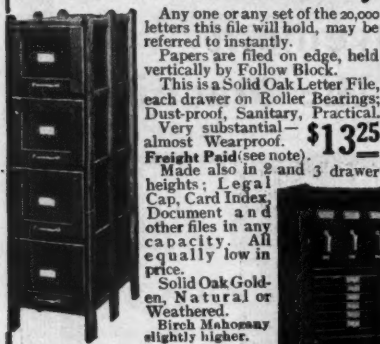 Any one or any set of the 20,000
letters this file will hold, may be
referred to instantly.
Papers are filed on edge, held
vertically by Follow Block.
This is a Solid Oak Letter File,
each drawer on Roller Bearings;
Dust-proof, Sanitary, Practical.
Very substantial—
almost Wearproof. $13 25
Freight Paid (see note).
Made also in 2 and 3 drawer
heights; Legal
Cap, Card Index,
Document and
other files in any
capacity. All
equally low in
price.
Solid Oak Gold-
en, Natural or
Weathered.
Birch Mahogany
slightly higher.